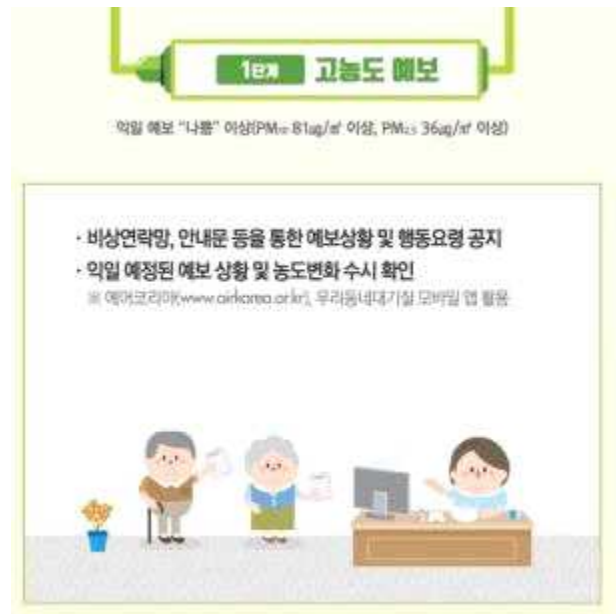 1단계 고농도 예보
익일 예보 "나쁨" 이상(PM₁₀ 81㎍/㎥ 이상, PM₂.₅ 36㎍/㎥ 이상)
· 비상연락망, 안내문 등을 통한 예보상황 및 행동요령 공지
· 익일 예정된 예보 상황 및 농도변화 수시 확인
※ 에어코리아(www.airkorea.or.kr), 우리동네대기질 모바일 앱 활용